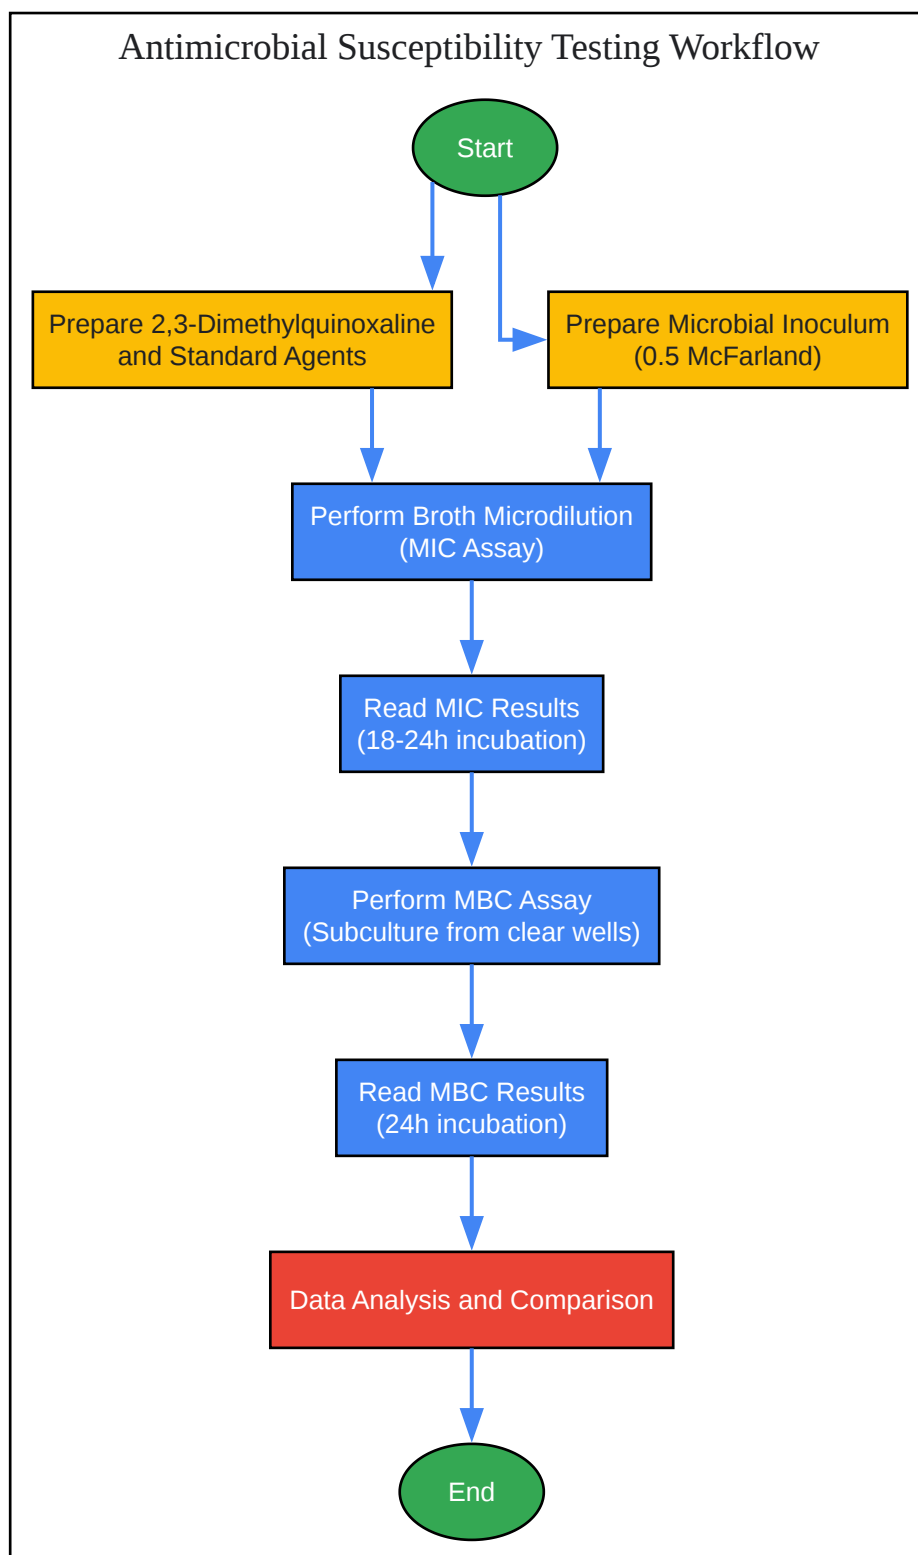 Antimicrobial Susceptibility Testing Workflow
Start
Prepare 2,3-Dimethylquinoxaline
and Standard Agents
Prepare Microbial Inoculum
(0.5 McFarland)
Perform Broth Microdilution
(MIC Assay)
Read MIC Results
(18-24h incubation)
Perform MBC Assay
(Subculture from clear wells)
Read MBC Results
(24h incubation)
Data Analysis and Comparison
End